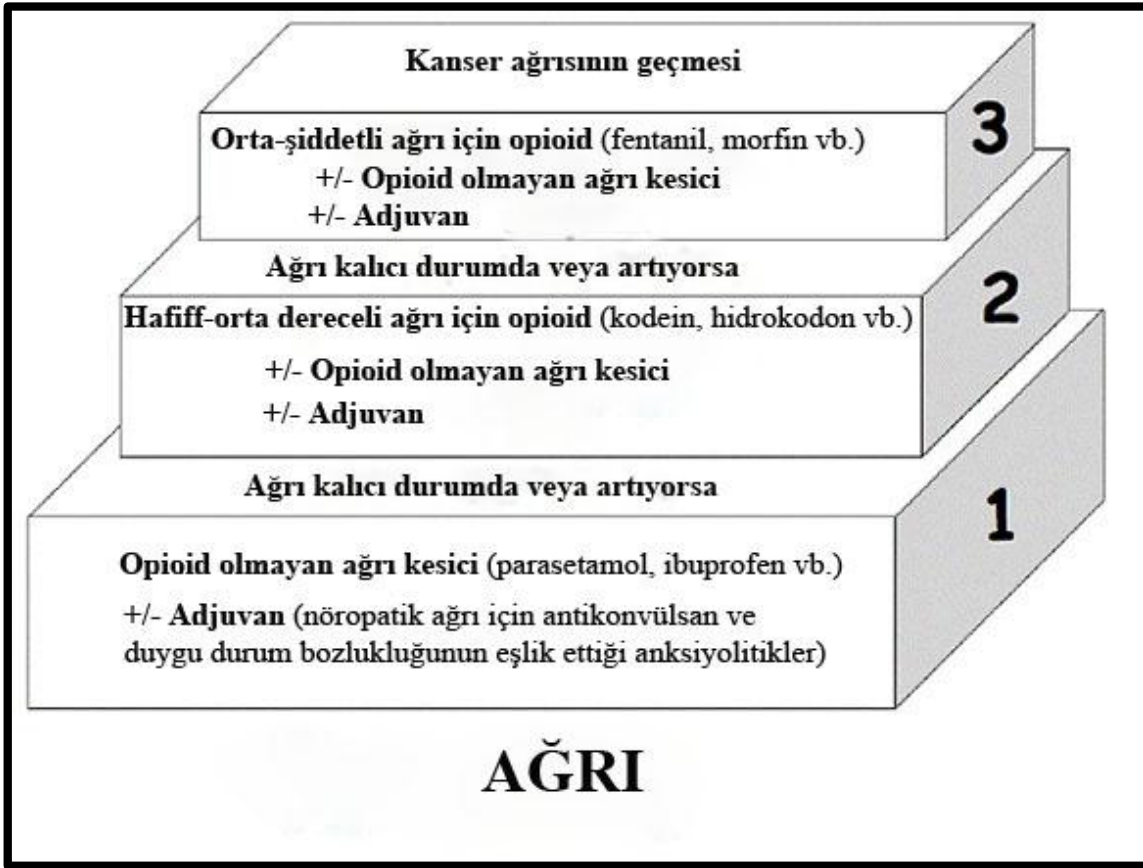 Kanser ağrısının geçmesi
3
Orta-şiddetli ağrı için opioid (fentanil, morfin vb.)
+/- Opioid olmayan ağrı kesici
+/- Adjuvan
Ağrı kalıcı durumda veya artıyorsa
2
Hafiff-orta dereceli ağrı için opioid (kodein, hidrokodon vb.)
+/- Opioid olmayan ağrı kesici
+/- Adjuvan
Ağrı kalıcı durumda veya artıyorsa
1
Opioid olmayan ağrı kesici (parasetamol, ibuprofen vb.)
+/- Adjuvan (nöropatik ağrı için antikonvülsan ve
duygu durum bozlukluğunun eşlik ettiği anksiyolitikler)
AĞRI